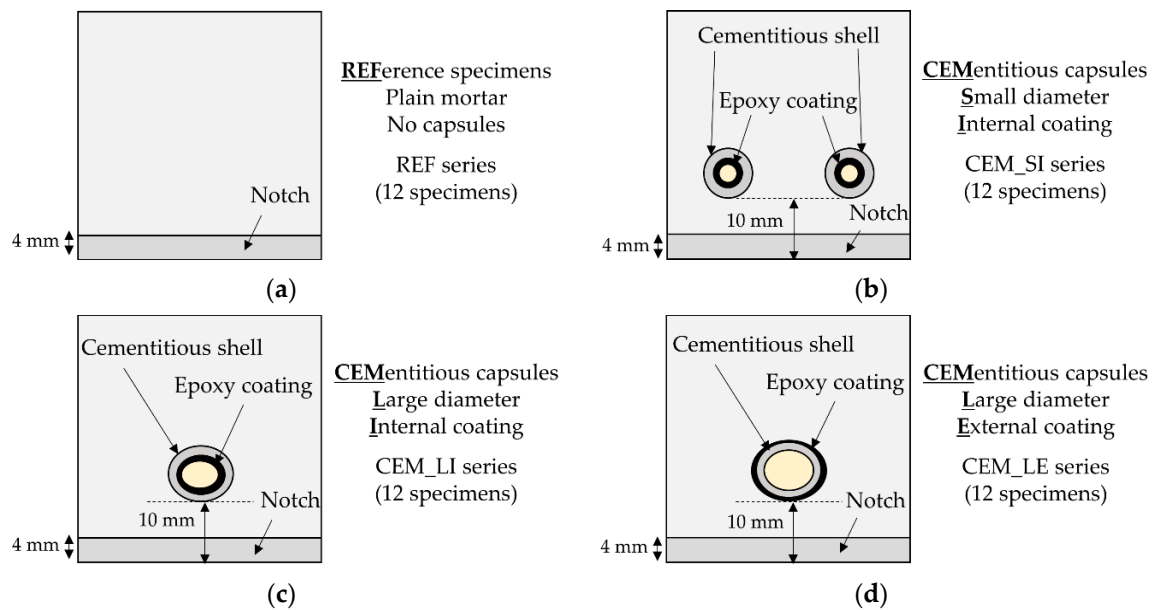 REFerence specimens
Plain mortar
No capsules
REF series
(12 specimens)
Notch
4 mm
(a)
Cementitious shell
Epoxy coating
CEMentitious capsules
Small diameter
Internal coating
CEM_SI series
(12 specimens)
10 mm
Notch
4 mm
(b)
Cementitious shell
Epoxy coating
CEMentitious capsules
Large diameter
Internal coating
CEM_LI series
(12 specimens)
Notch
10 mm
4 mm
(c)
Cementitious shell
Epoxy coating
CEMentitious capsules
Large diameter
External coating
CEM_LE series
(12 specimens)
Notch
10 mm
4 mm
(d)